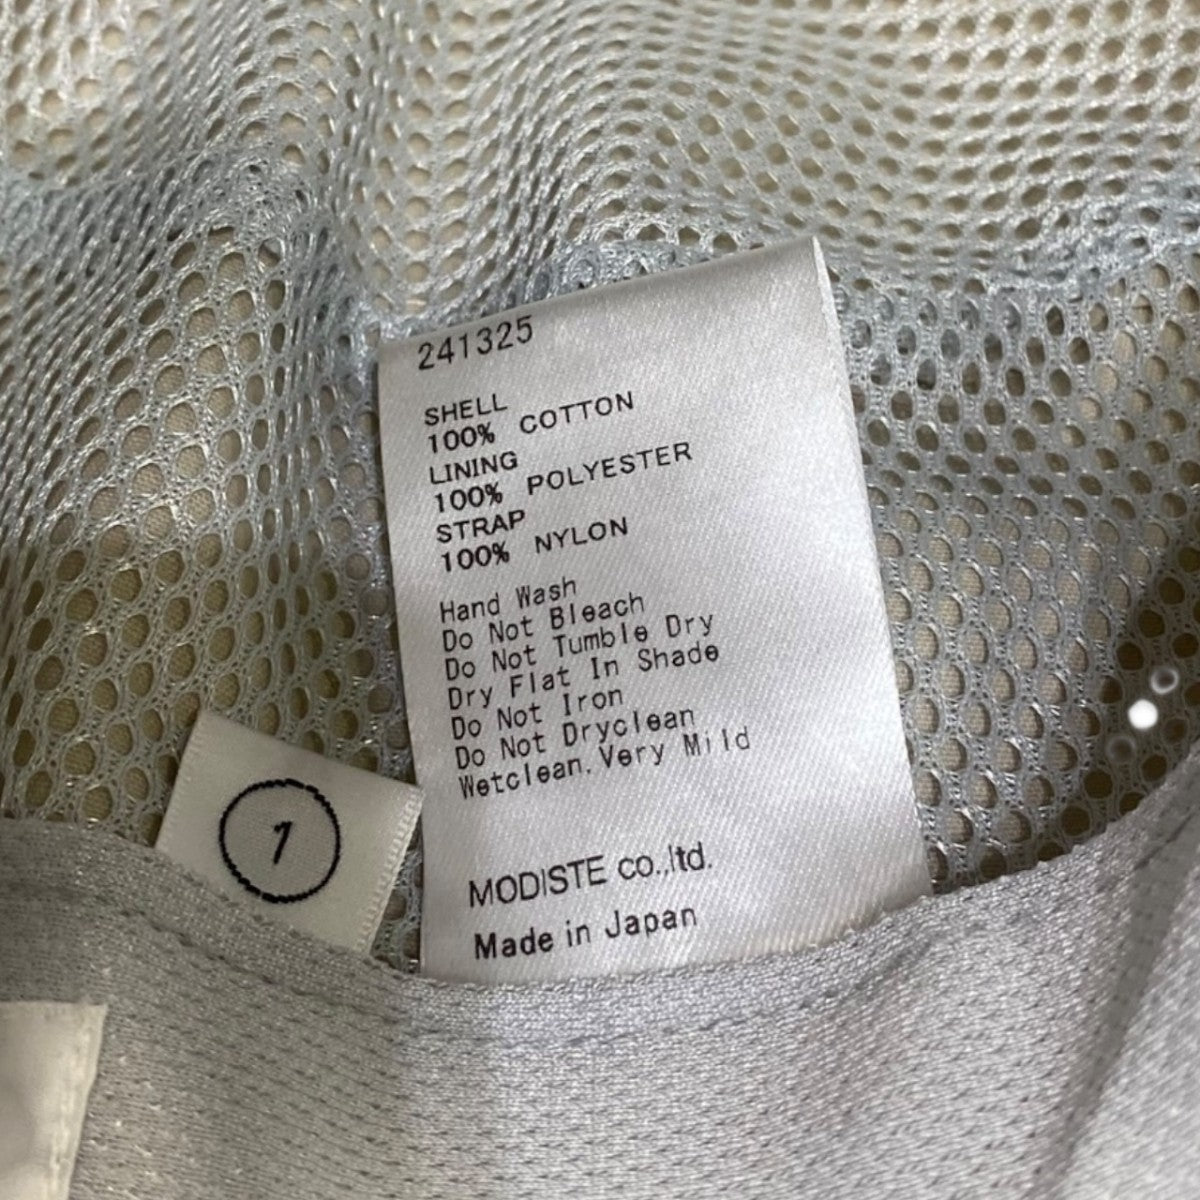 241325
SHELL
100% COTTON
LINING
100% POLYESTER
STRAP
100% NYLON
Hand Wash
Do Not Bleach
Do Not Tumble Dry
Dry Flat In Shade
Do Not Iron
Do Not Dryclean
Wetclean.Very Mild
MODISTE co.,ltd.
Made in Japan
1